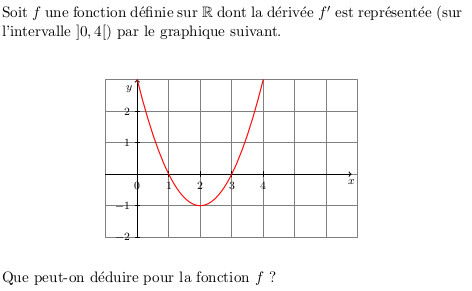 Soit f une fonction définie sur ℝ dont la dérivée f′ est représentée (sur
l'intervalle ]0, 4[) par le graphique suivant.
y
2
1
0 1 2 3 4 x
−1
−2
Que peut-on déduire pour la fonction f ?